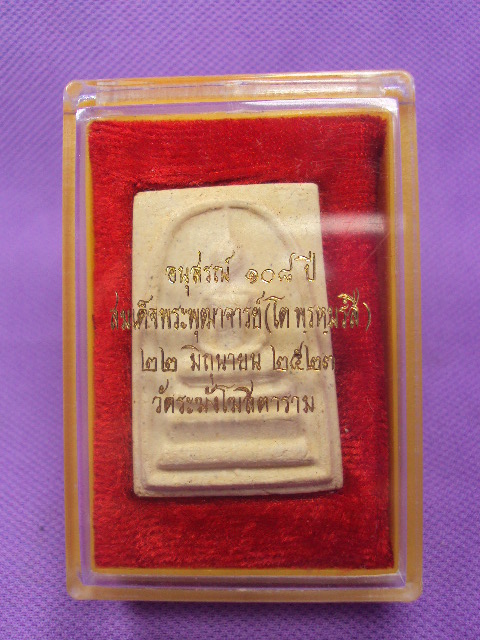 อนุสรณ์ ๑๐๘ ปี
สมเด็จพระพุฒาจารย์ (โต พฺรหฺมรํสี)
๒๒ มิถุนายน ๒๕๒๓
วัดระฆังโฆสิตาราม